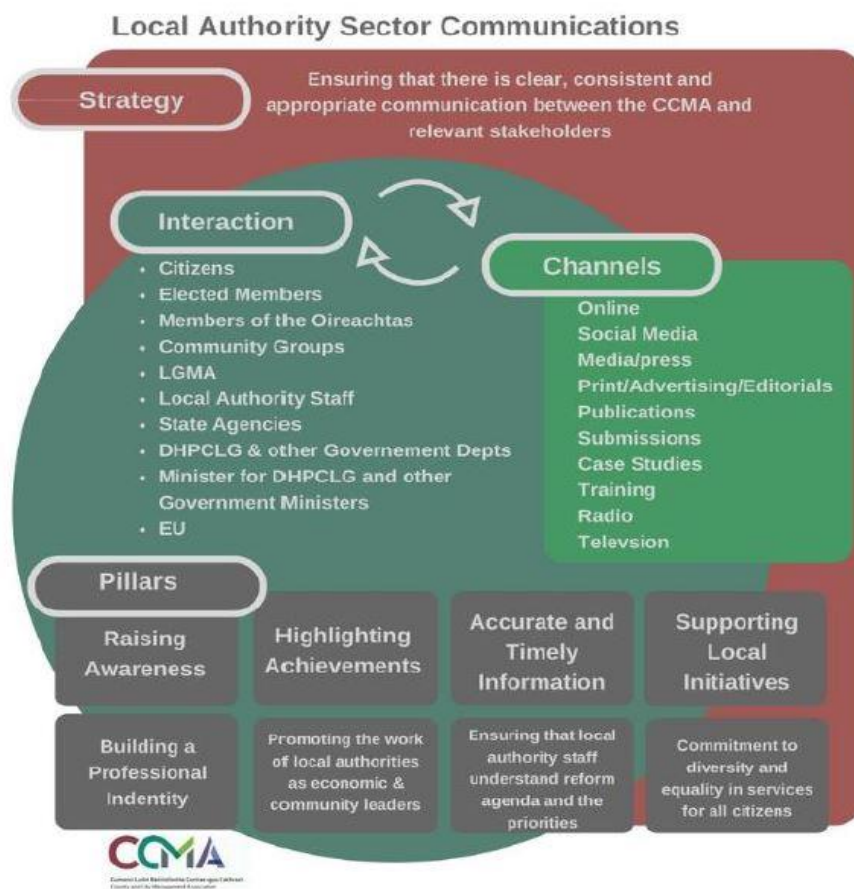 Local Authority Sector Communications
Strategy
Ensuring that there is clear, consistent and
appropriate communication between the CCMA and
relevant stakeholders
Interaction
• Citizens
• Elected Members
• Members of the Oireachtas
• Community Groups
• LGMA
• Local Authority Staff
• State Agencies
• DHPCLG & other Governement Depts
• Minister for DHPCLG and other
Government Ministers
• EU
Channels
Online
Social Media
Media/press
Print/Advertising/Editorials
Publications
Submissions
Case Studies
Training
Radio
Televsion
Pillars
Raising
Awareness
Highlighting
Achievements
Accurate and
Timely
Information
Supporting
Local
Initiatives
Building a
Professional
Indentity
Promoting the work
of local authorities
as economic &
community leaders
Ensuring that local
authority staff
understand reform
agenda and the
priorities
Commitment to
diversity and
equality in services
for all citizens
CCMA